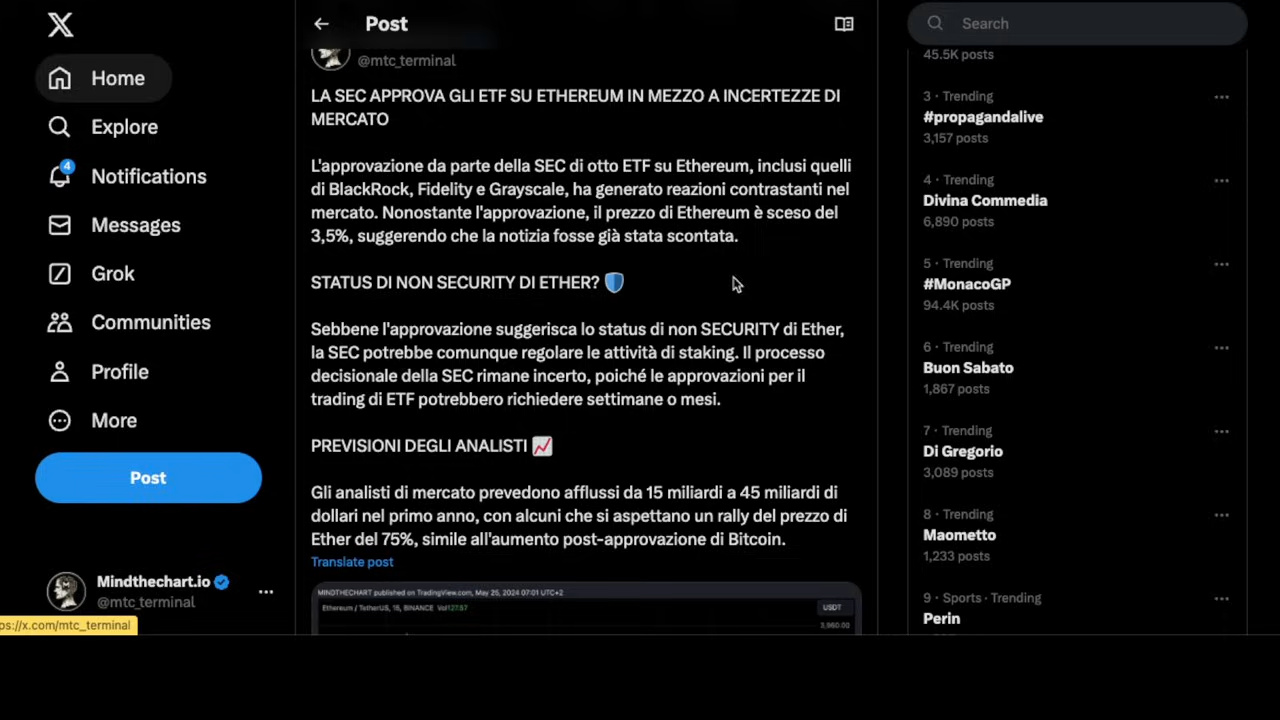 Home
Explore
4
Notifications
Messages
Grok
Communities
Profile
More
Post
Mindthechart.io
@mtc_terminal
ps://x.com/mtc_terminal
Post
@mtc_terminal
LA SEC APPROVA GLI ETF SU ETHEREUM IN MEZZO A INCERTEZZE DI
MERCATO
L'approvazione da parte della SEC di otto ETF su Ethereum, inclusi quelli
di BlackRock, Fidelity e Grayscale, ha generato reazioni contrastanti nel
mercato. Nonostante l'approvazione, il prezzo di Ethereum è sceso del
3,5%, suggerendo che la notizia fosse già stata scontata.
STATUS DI NON SECURITY DI ETHER? 🛡️
Sebbene l'approvazione suggerisca lo status di non SECURITY di Ether,
la SEC potrebbe comunque regolare le attività di staking. Il processo
decisionale della SEC rimane incerto, poiché le approvazioni per il
trading di ETF potrebbero richiedere settimane o mesi.
PREVISIONI DEGLI ANALISTI 📈
Gli analisti di mercato prevedono afflussi da 15 miliardi a 45 miliardi di
dollari nel primo anno, con alcuni che si aspettano un rally del prezzo di
Ether del 75%, simile all'aumento post-approvazione di Bitcoin.
Translate post
MINDTHECHART published on TradingView.com, May 25, 2024 07:01 UTC+2
Ethereum / TetherUS, 15, BINANCE Vol127.57
USDT
3,960.00
Search
45.5K posts
3 · Trending
#propagandalive
3,157 posts
4 · Trending
Divina Commedia
6,890 posts
5 · Trending
#MonacoGP
94.4K posts
6 · Trending
Buon Sabato
1,867 posts
7 · Trending
Di Gregorio
3,089 posts
8 · Trending
Maometto
1,233 posts
9 · Sports · Trending
Perin